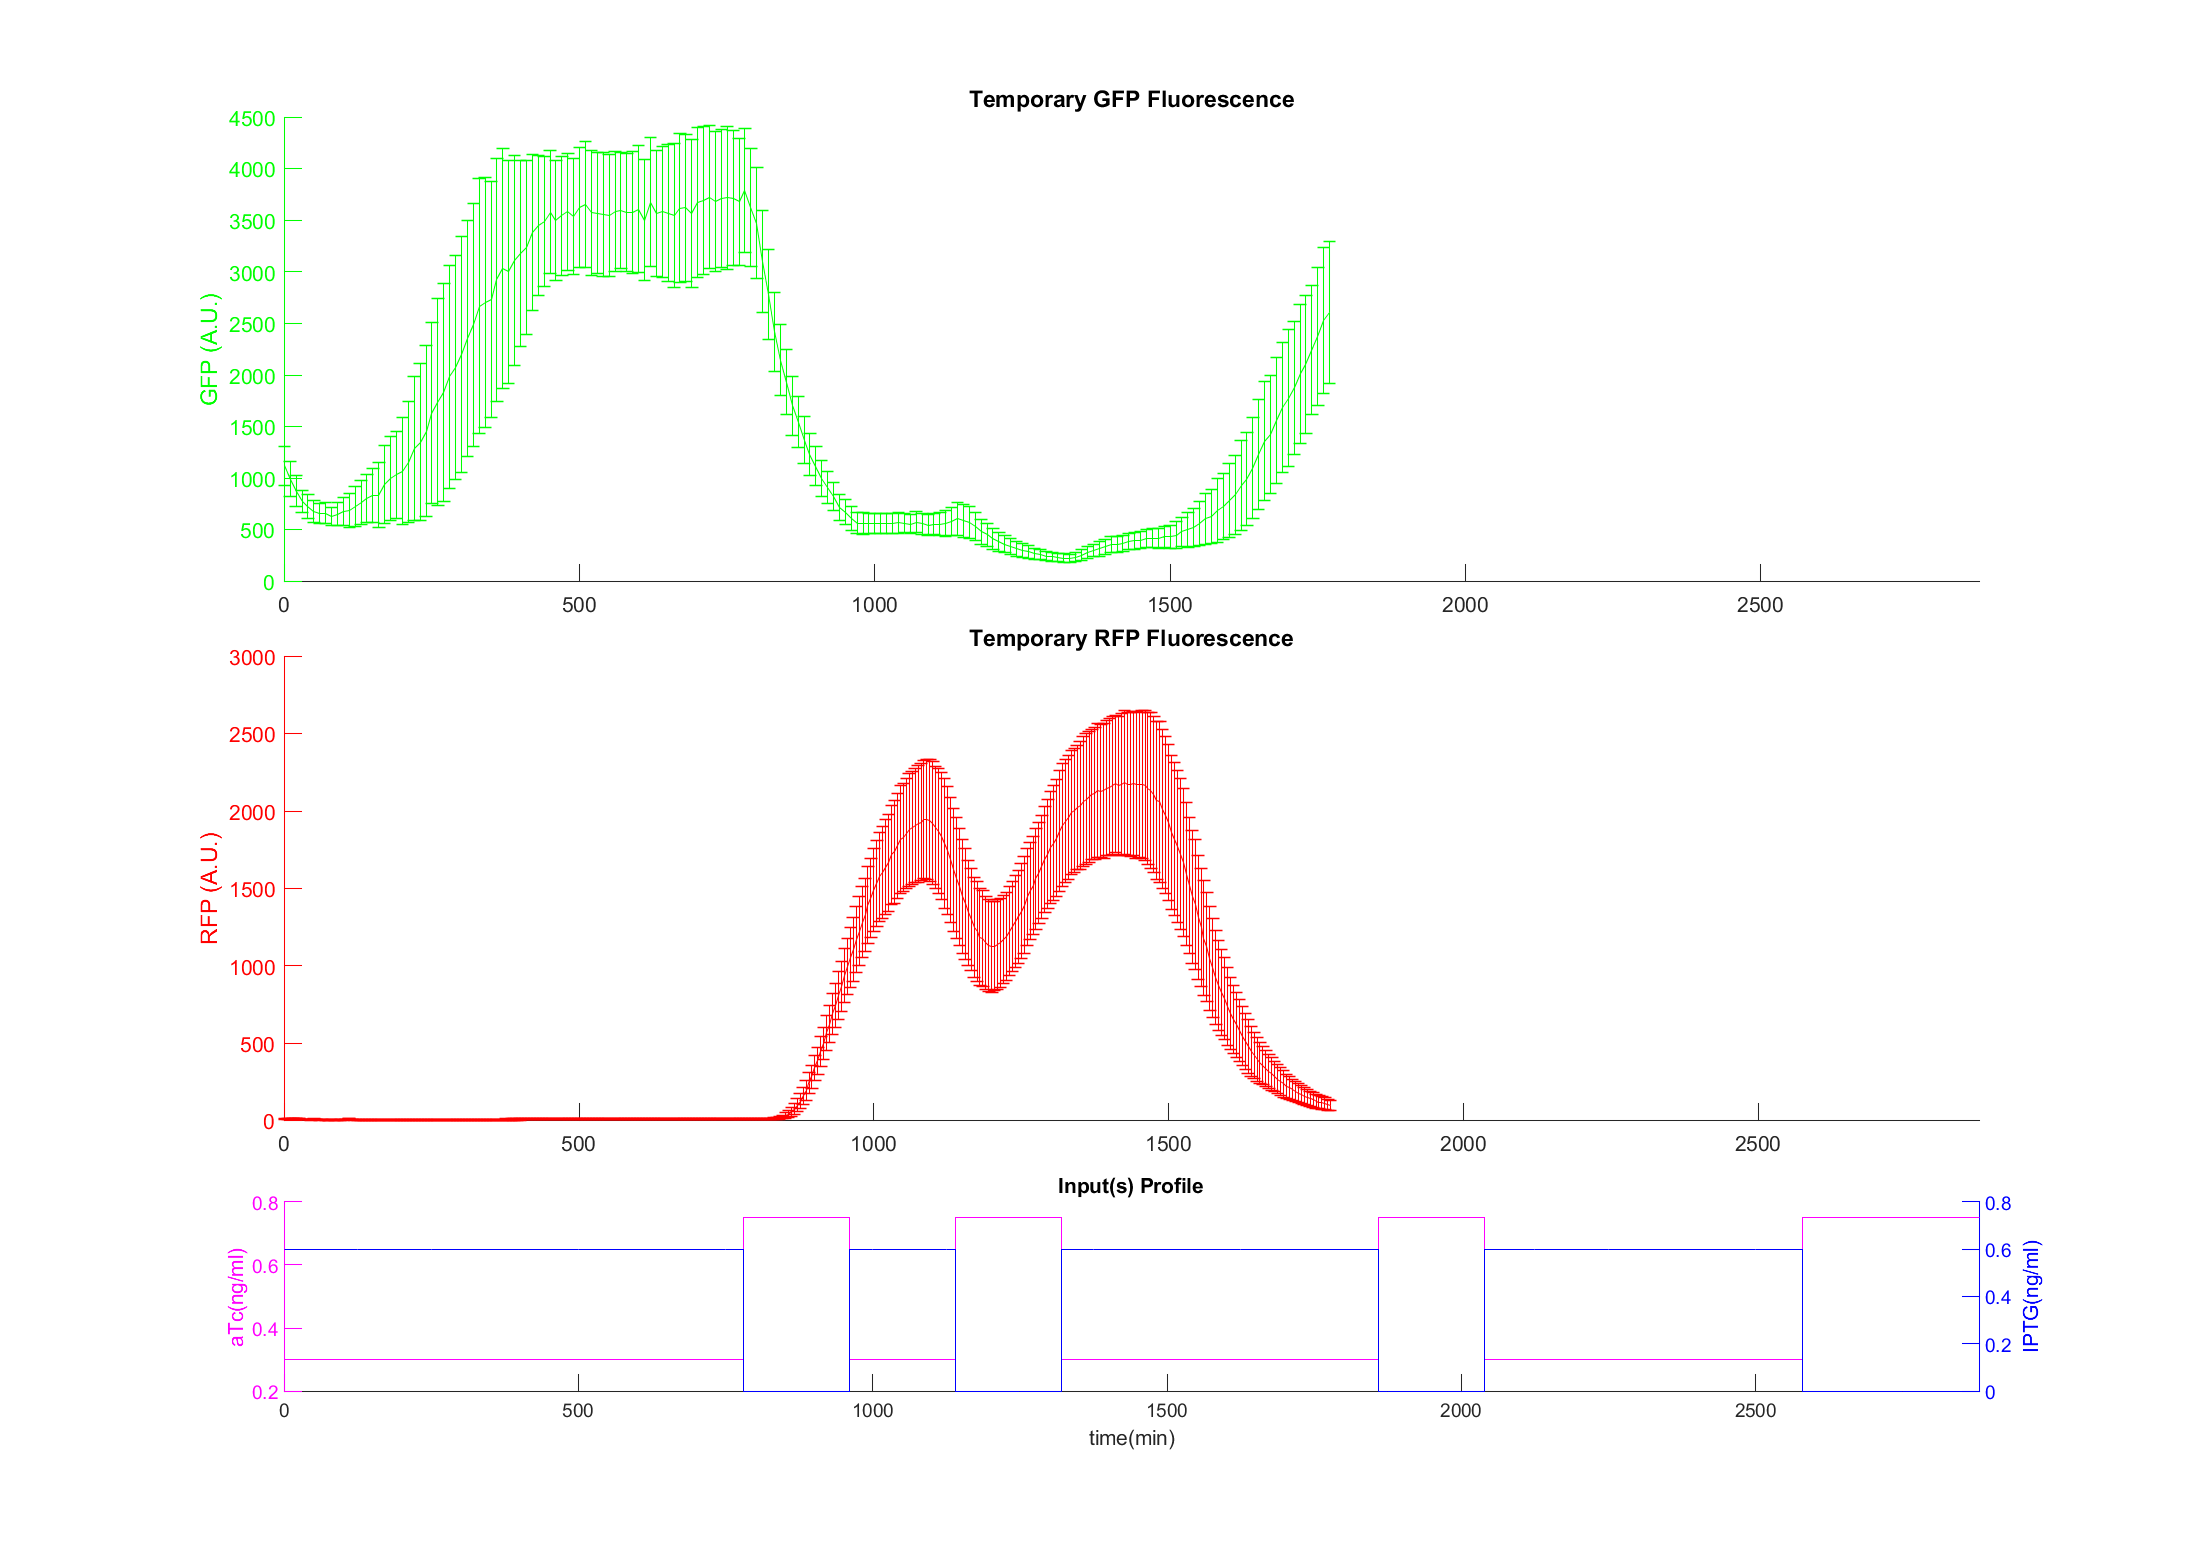 Temporary GFP Fluorescence
4500
4000
3500
3000
2500
2000
1500
1000
500
0
GFP (A.U.)
0 500 1000 1500 2000 2500
Temporary RFP Fluorescence
3000
2500
2000
1500
1000
500
0
RFP (A.U.)
0 500 1000 1500 2000 2500
Input(s) Profile
0.8
0.6
0.4
0.2
aTc(ng/ml)
0.8
0.6
0.4
0.2
0
IPTG(ng/ml)
0 500 1000 1500 2000 2500
time(min)